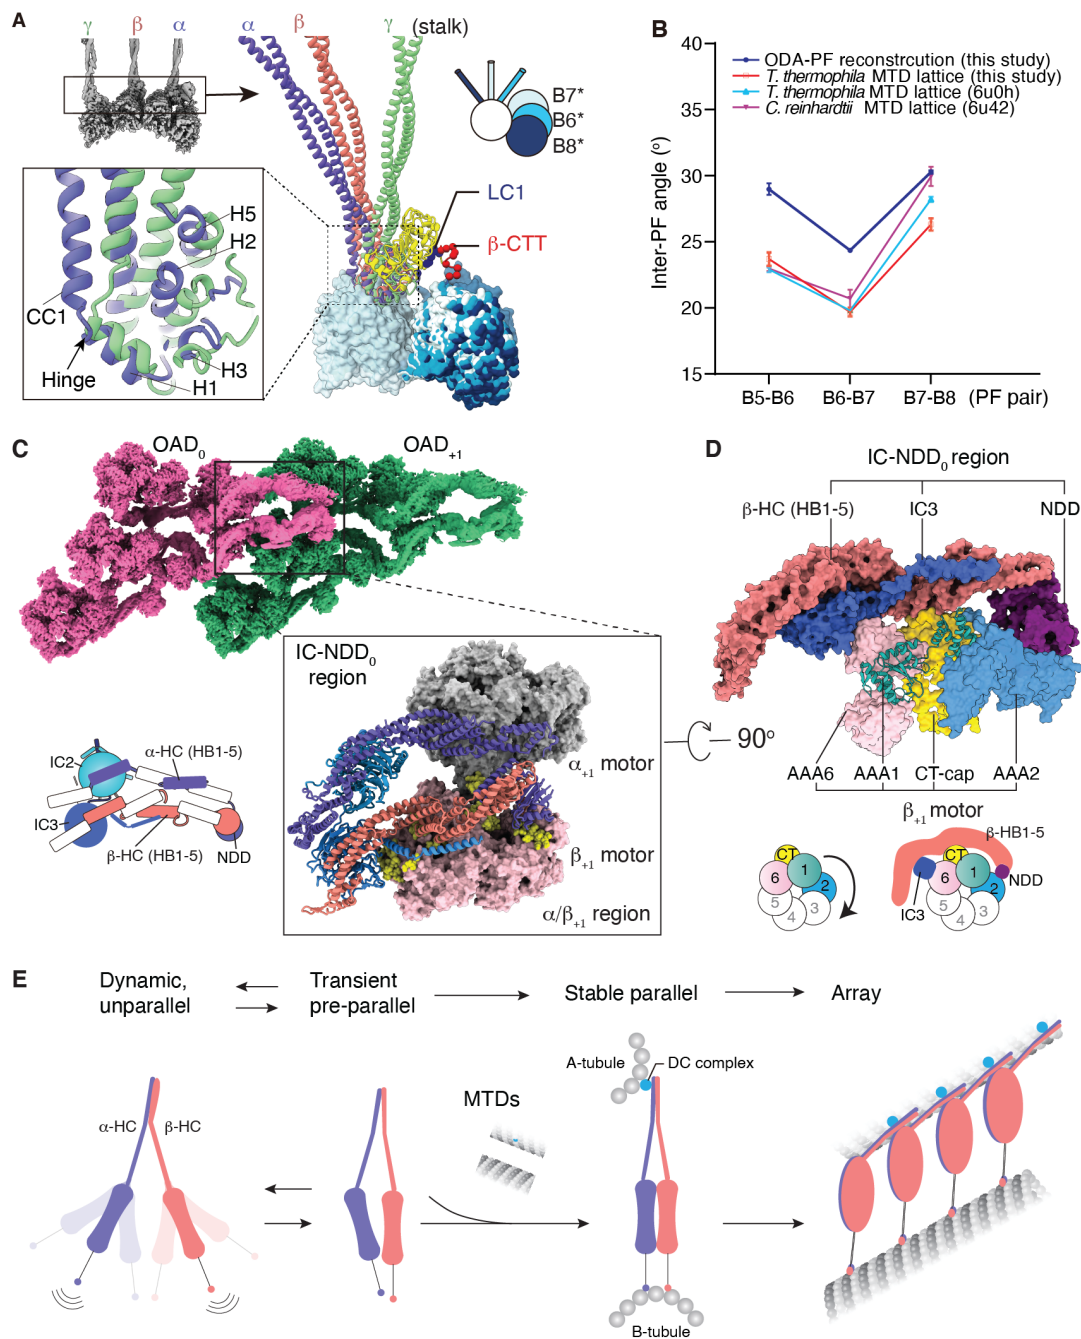 A
γ β α
α β γ (stalk)
B7*
B6*
B8*
LC1
β-CTT
H5
H2
CC1
Hinge
H3
H1
B
40
35
30
25
20
15
Inter-PF angle (°)
ODA-PF reconstrcution (this study)
T. thermophila MTD lattice (this study)
T. thermophila MTD lattice (6u0h)
C. reinhardtii MTD lattice (6u42)
B5-B6 B6-B7 B7-B8 (PF pair)
C
OAD0 OAD+1
IC-NDD0
region
α+1 motor
β+1 motor
α/β+1 region
IC2
α-HC (HB1-5)
IC3
β-HC (HB1-5)
NDD
D
IC-NDD0 region
β-HC (HB1-5) IC3 NDD
90°
AAA6 AAA1 CT-cap AAA2
β+1 motor
CT
6 1
2
5
4 3
β-HB1-5
CT
6 1
2
NDD
IC3
5
4 3
E
Dynamic,
unparallel
Transient
pre-parallel
Stable parallel
Array
α-HC β-HC
MTDs
A-tubule
DC complex
B-tubule